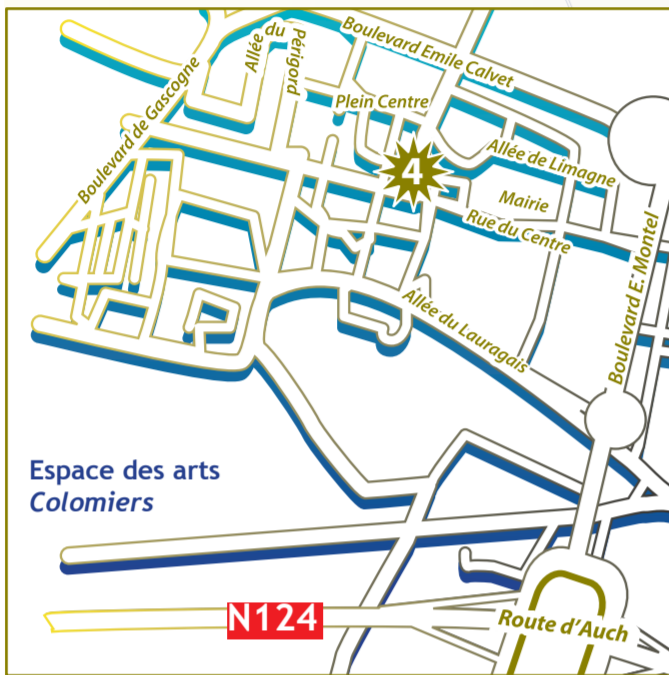 Boulevard Emile Calvet
Allée du
Périgord
Boulevard de Gascogne
Plein Centre
Allée de Limagne
4
Mairie
Rue du Centre
Boulevard E. Montel
Allée du Lauragais
Espace des arts
Colomiers
N124
Route d'Auch